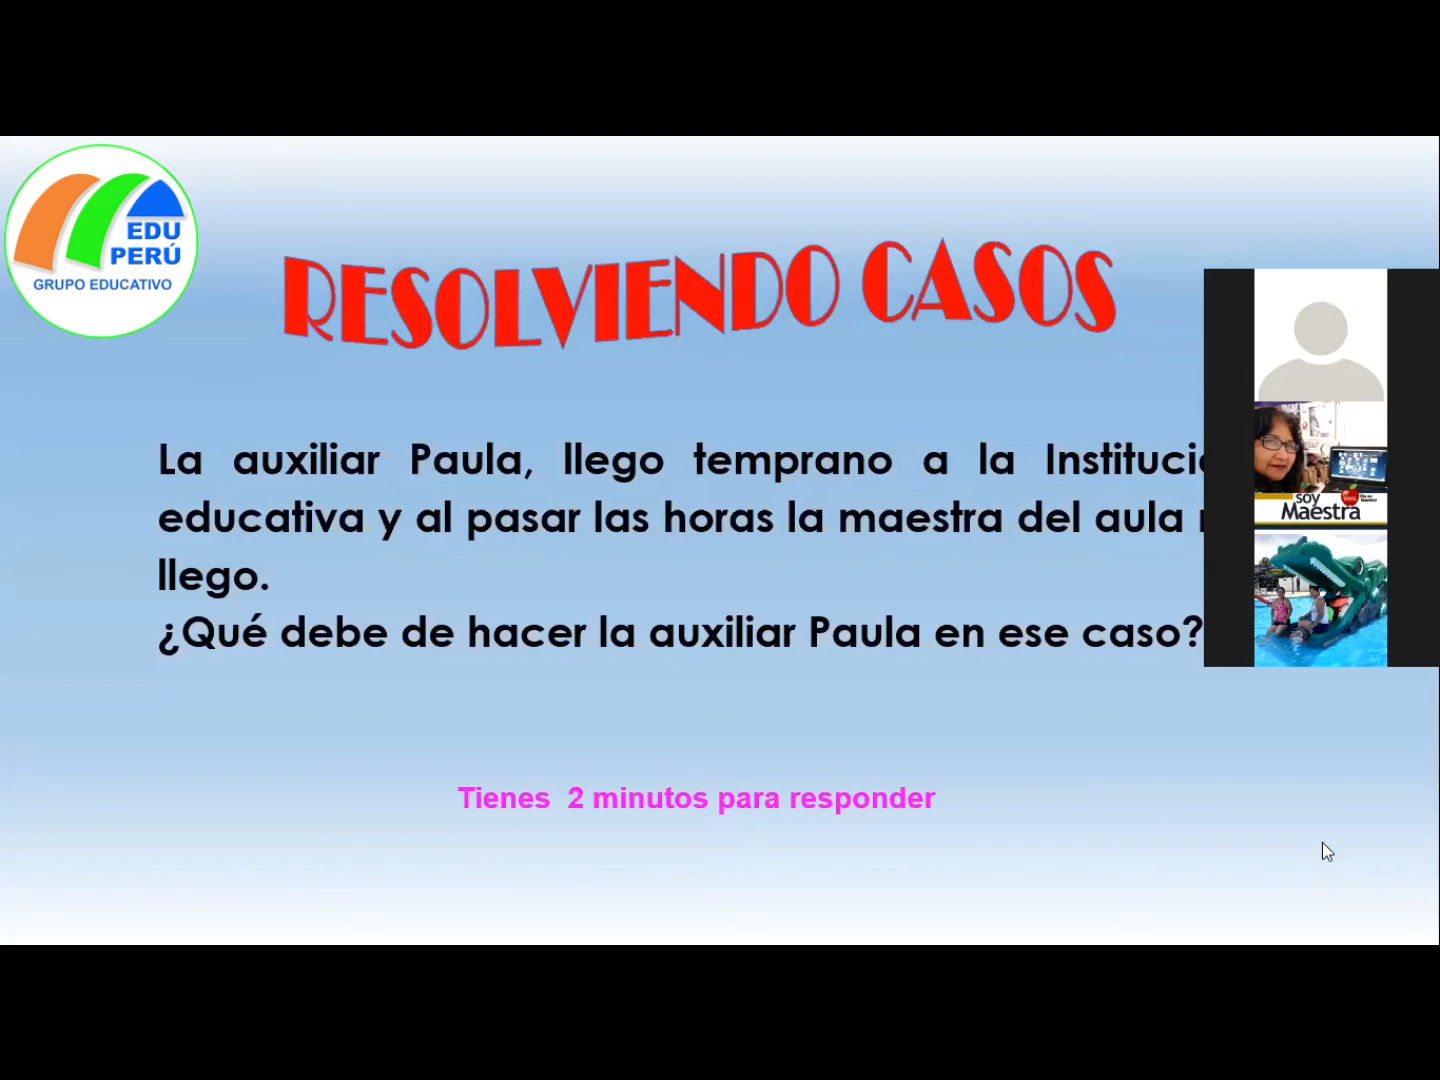 EDU
PERÚ
GRUPO EDUCATIVO
RESOLVIENDO CASOS
La auxiliar Paula, llego temprano a la
educativa y al pasar las horas la maestra del aula
llego.
¿Qué debe de hacer la auxiliar Paula en ese caso?
soy
Maestra
Tienes 2 minutos para responder